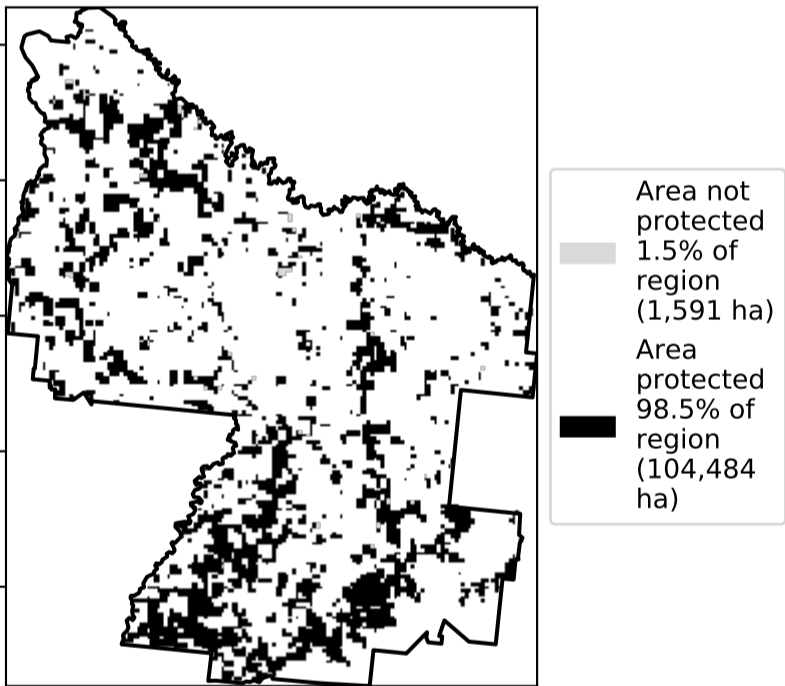 Area not
protected
1.5% of
region
(1,591 ha)
Area
protected
98.5% of
region
(104,484
ha)